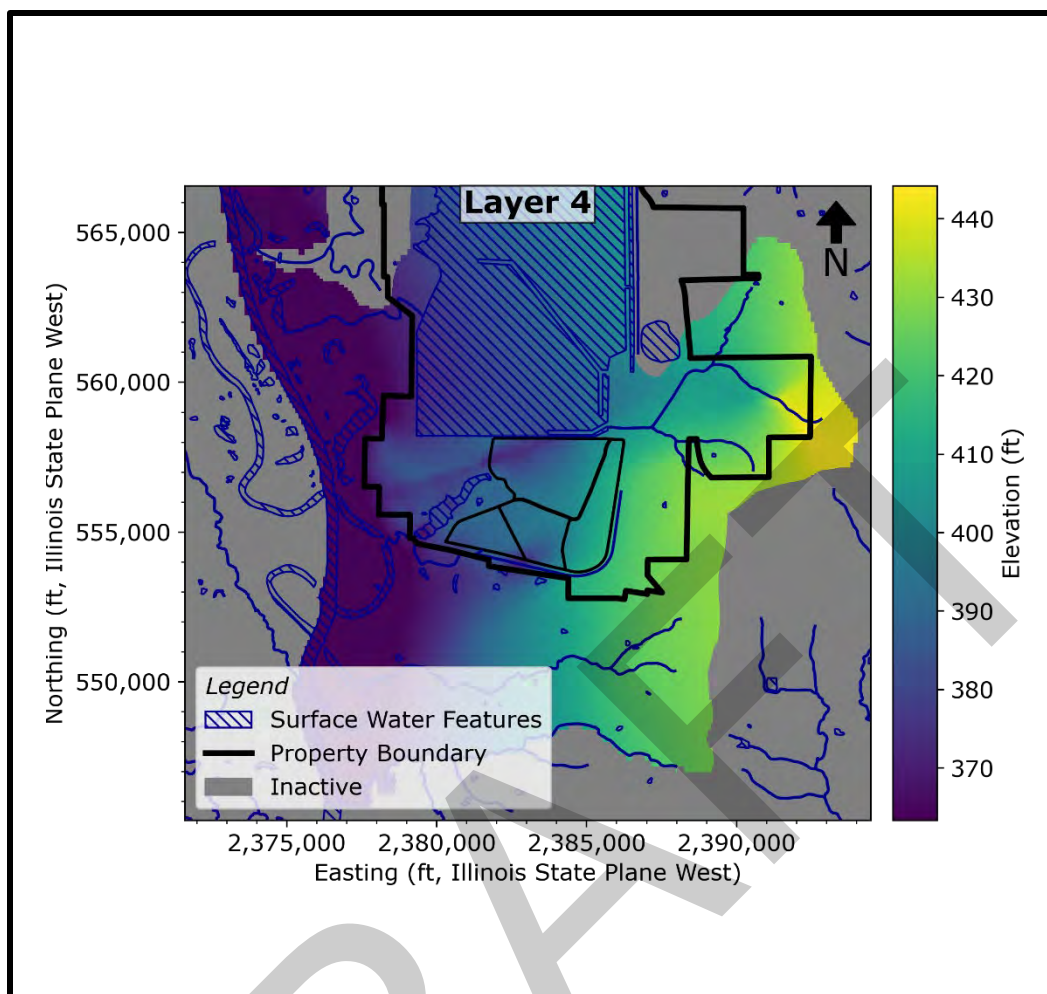 Layer 4
N
565,000
560,000
555,000
550,000
Northing (ft, Illinois State Plane West)
2,375,000 2,380,000 2,385,000 2,390,000
Easting (ft, Illinois State Plane West)
Legend
Surface Water Features
Property Boundary
Inactive
440
430
420
410
400
390
380
370
Elevation (ft)
DRAFT